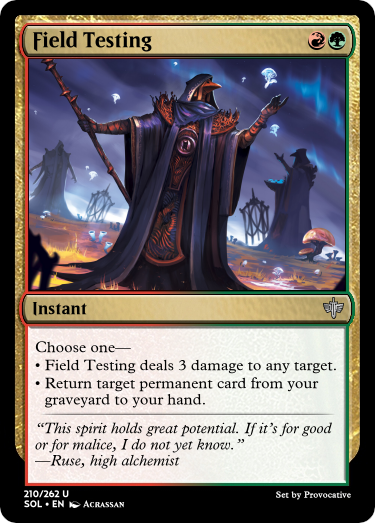 Field Testing
Instant
Choose one—
• Field Testing deals 3 damage to any target.
• Return target permanent card from your
graveyard to your hand.
“This spirit holds great potential. If it’s for good
or for malice, I do not yet know.”
—Ruse, high alchemist
210/262 U
SOL • EN Acrassan
Set by Provocative